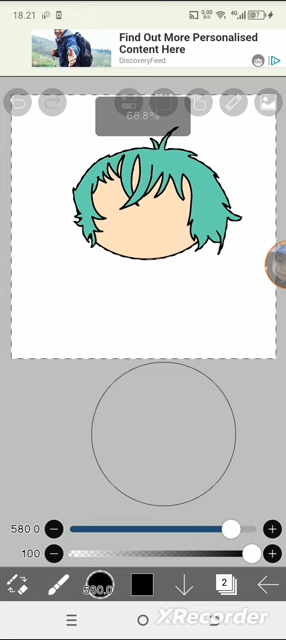 18.21
Find Out More Personalised
Content Here
DiscoveryFeed
66.8%
580.0
100
580.0
2
XRecorder